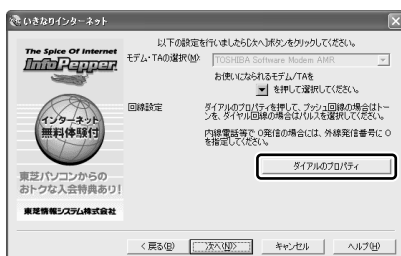 いきなりインターネット
The Spice Of Internet
InfoPepper
インターネット
無料体験付
東芝パソコンからの
おトクな入会特典あり!
東芝情報システム株式会社
以下の設定を行いましたら[次へ]ボタンをクリックしてください。
モデム・TAの選択(M)
TOSHIBA Software Modem AMR
お使いになられるモデム/TAを
を押して選択してください。
回線設定
ダイアルのプロパティを押して、プッシュ回線の場合はトー
ンを、ダイヤル回線の場合はパルスを選択してください。
内線電話等で 0発信の場合には、外線発信番号に 0
を指定してください。
ダイアルのプロパティ
< 戻る(B)
次へ(N)>
キャンセル
ヘルプ(H)